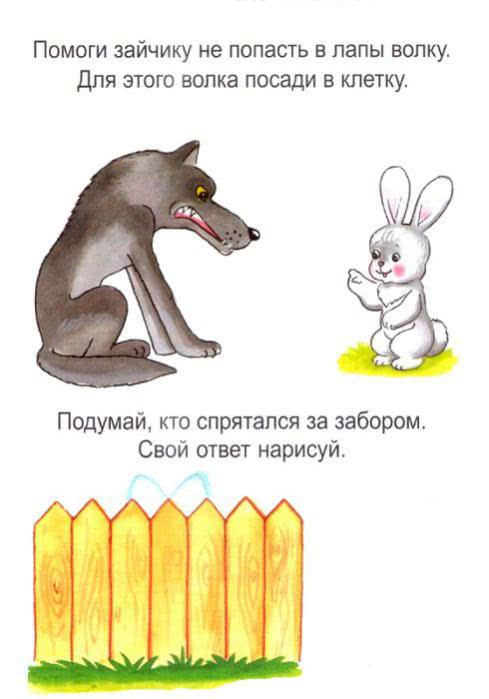 Помоги зайчику не попасть в лапы волку.
Для этого волка посади в клетку.
Подумай, кто спрятался за забором.
Свой ответ нарисуй.